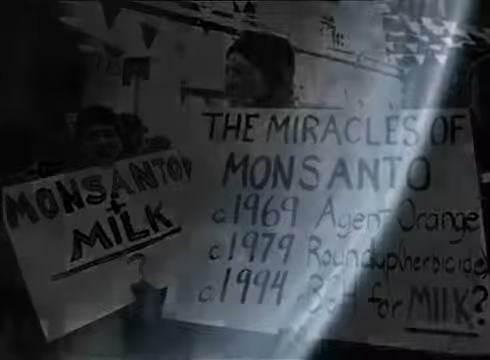 MONSANTO
+
MILK
?
THE MIRACLES OF
MONSANTO
c1969 Agent Orange
c1979 Roundup(herbicide)
c1994 BGH for MILK?